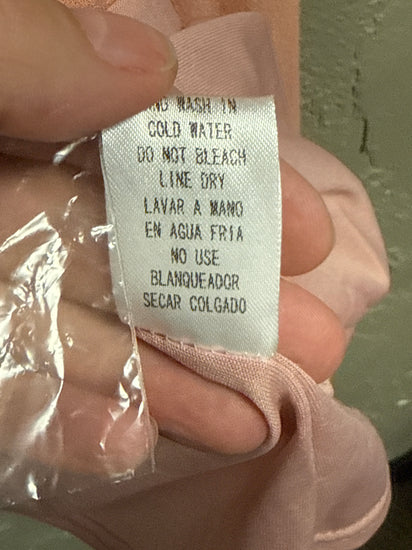 ND WASH IN
COLD WATER
DO NOT BLEACH
LINE DRY
LAVAR A MANO
EN AGUA FRIA
NO USE
BLANQUEADOR
SECAR COLGADO